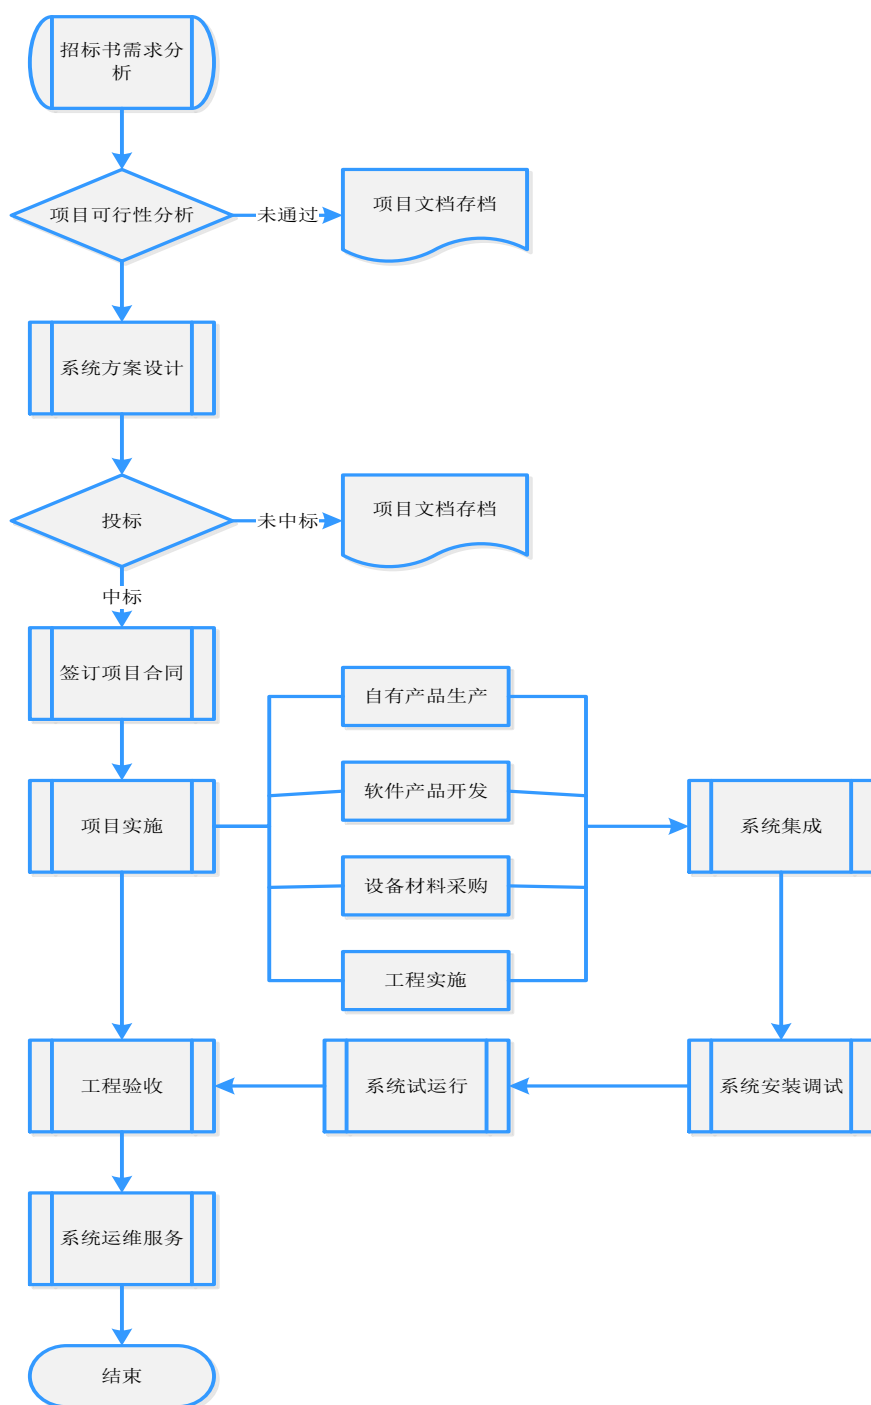 招标书需求分
析
项目可行性分析
未通过
项目文档存档
系统方案设计
投标
未中标
项目文档存档
中标
签订项目合同
自有产品生产
软件产品开发
项目实施
系统集成
设备材料采购
工程实施
工程验收
系统试运行
系统安装调试
系统运维服务
结束